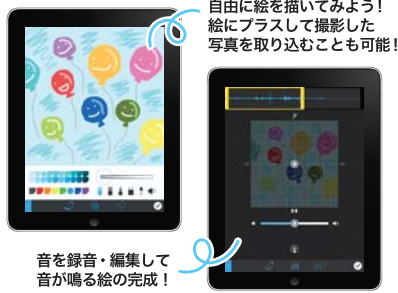 自由に絵を描いてみよう!
絵にプラスして撮影した
写真を取り込むことも可能!
音を録音・編集して
音が鳴る絵の完成!